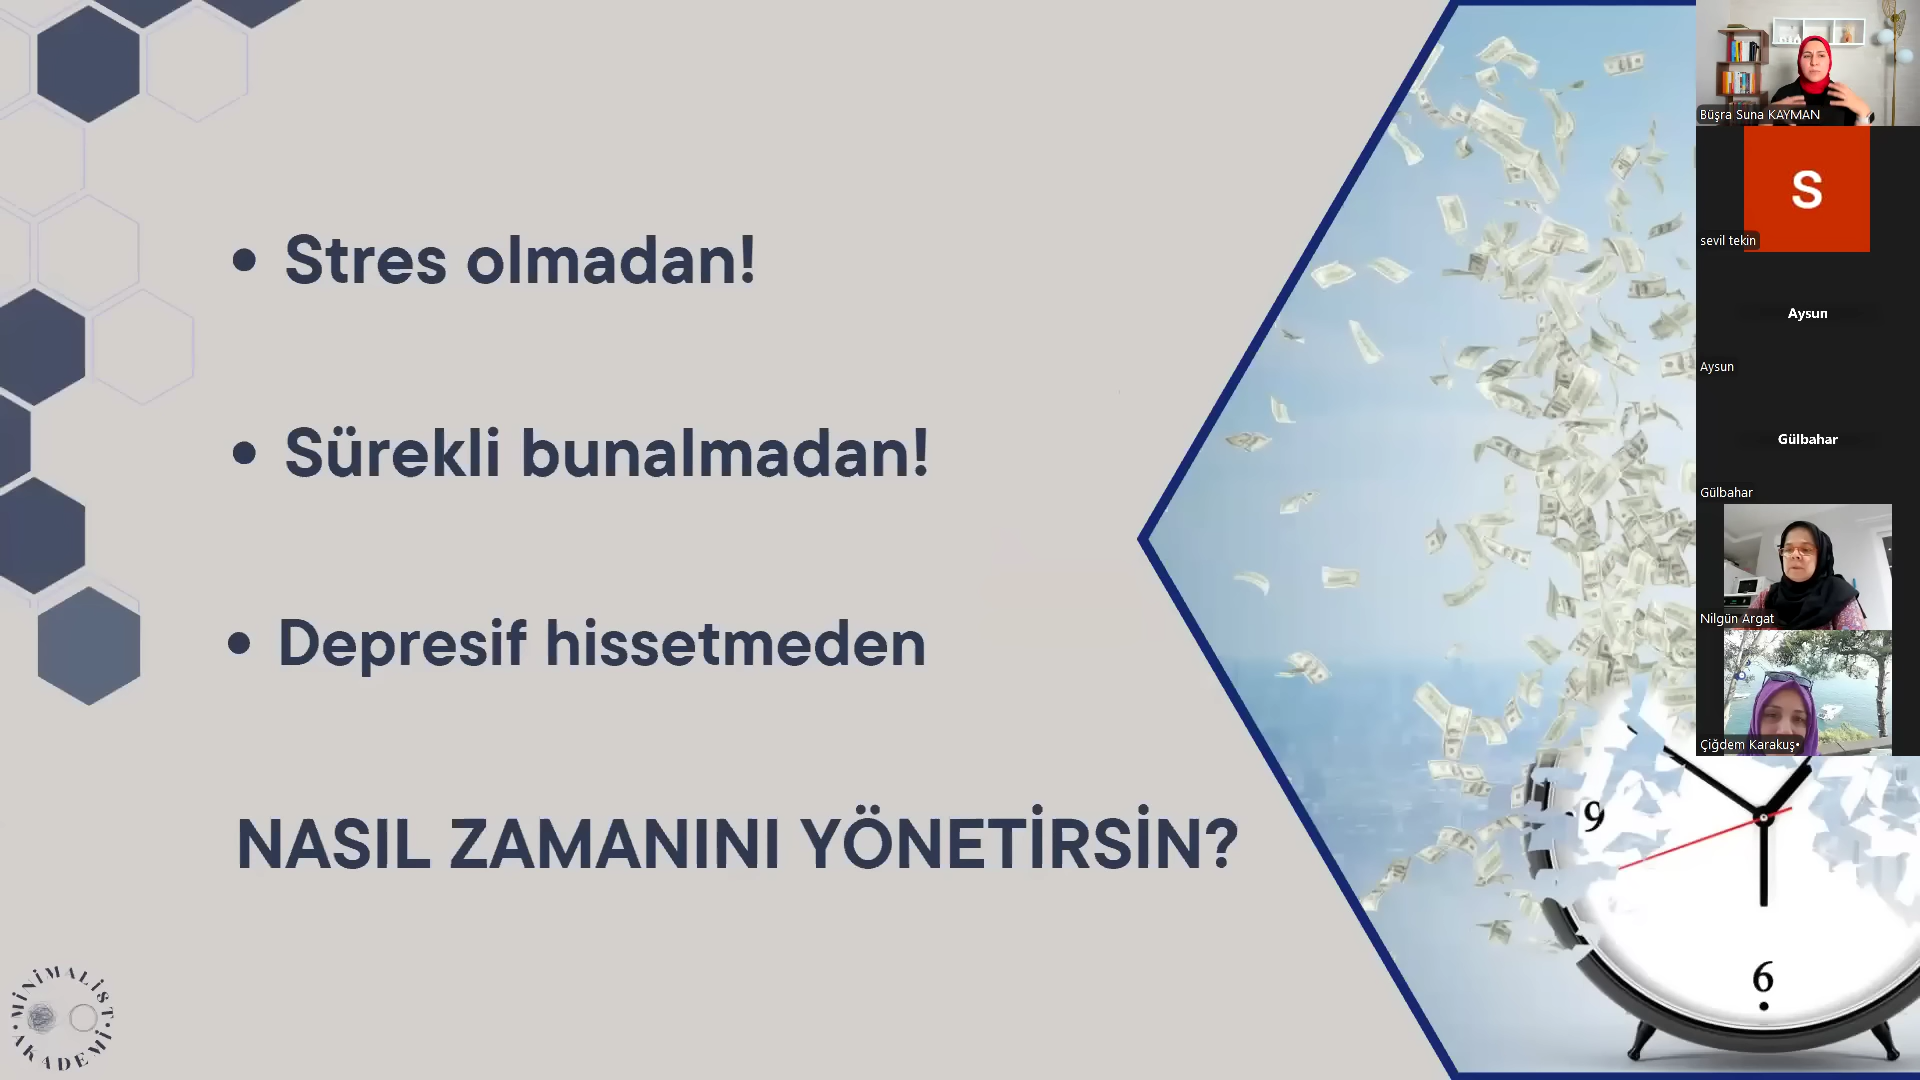 • Stres olmadan!
• Sürekli bunalmadan!
• Depresif hissetmeden
NASIL ZAMANINI YÖNETİRSİN?
MİNİMALİST
AKADEMİ
9
6
Büşra Suna KAYMAN
S
sevil tekin
Aysun
Aysun
Gülbahar
Gülbahar
Nilgün Argat
Çiğdem Karakuş•